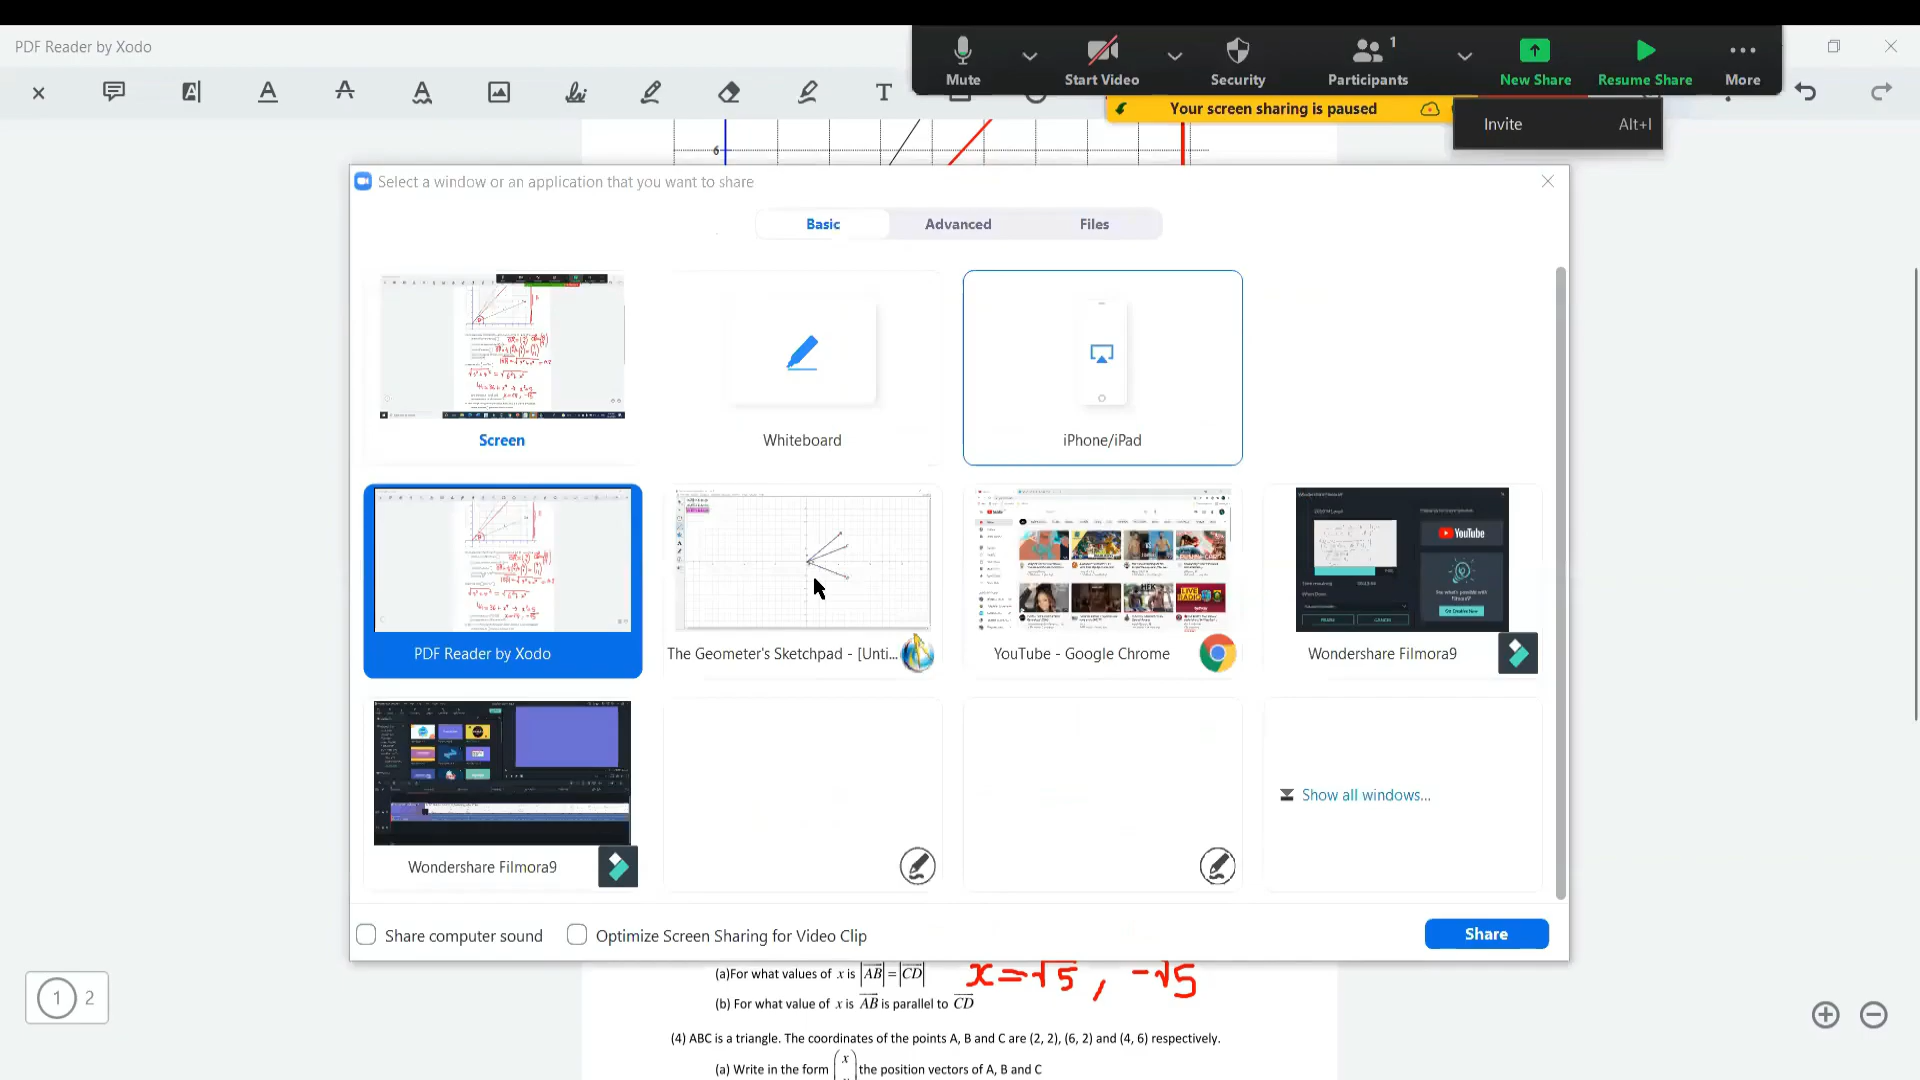 PDF Reader by Xodo
Mute
Start Video
Security
Participants
1
New Share
Resume Share
More
Your screen sharing is paused
Invite Alt+I
6
Select a window or an application that you want to share
Basic
Advanced
Files
Screen
Whiteboard
iPhone/iPad
PDF Reader by Xodo
The Geometer's Sketchpad - [Unti...
YouTube - Google Chrome
Wondershare Filmora9
YouTube
Wondershare Filmora9
Show all windows...
Share computer sound
Optimize Screen Sharing for Video Clip
Share
(a)For what values of x is |AB| = |CD|
x = √5 , -√5
(b) For what value of x is AB is parallel to CD
(4) ABC is a triangle. The coordinates of the points A, B and C are (2, 2), (6, 2) and (4, 6) respectively.
(a) Write in the form (x the position vectors of A, B and C
1 2